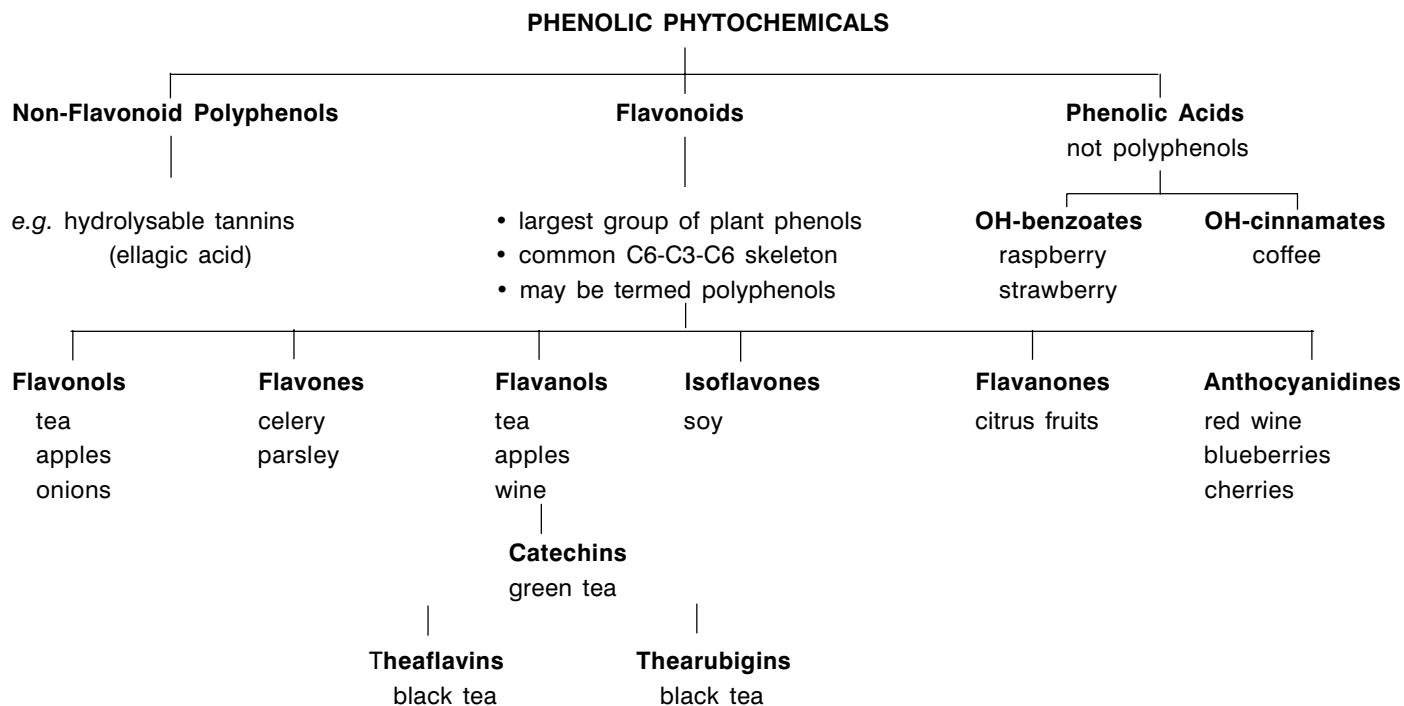 PHENOLIC PHYTOCHEMICALS
Non-Flavonoid Polyphenols
Flavonoids
Phenolic Acids
not polyphenols
e.g. hydrolysable tannins
(ellagic acid)
• largest group of plant phenols
• common C6-C3-C6 skeleton
• may be termed polyphenols
OH-benzoates
raspberry
strawberry
OH-cinnamates
coffee
Flavonols
tea
apples
onions
Flavones
celery
parsley
Flavanols
tea
apples
wine
Catechins
green tea
Theaflavins
black tea
Thearubigins
black tea
Isoflavones
soy
Flavanones
citrus fruits
Anthocyanidines
red wine
blueberries
cherries